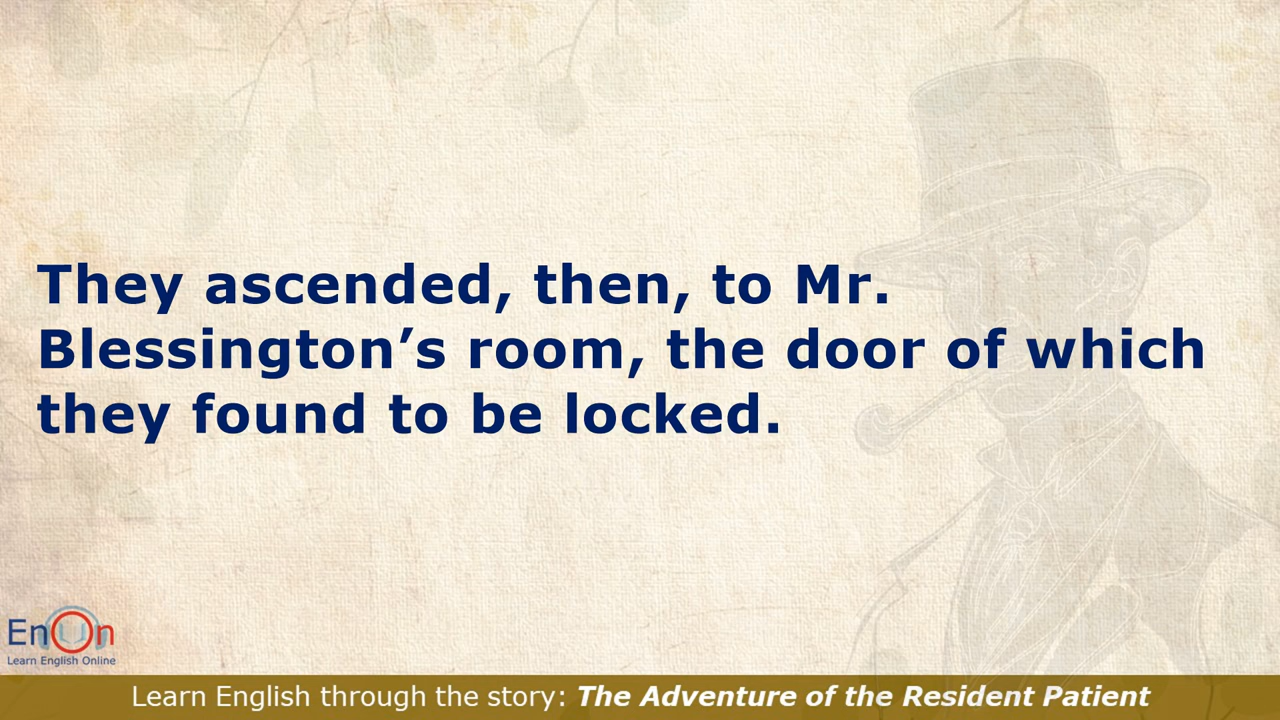 They ascended, then, to Mr.
Blessington’s room, the door of which
they found to be locked.
EnOn
Learn English Online
Learn English through the story: The Adventure of the Resident Patient